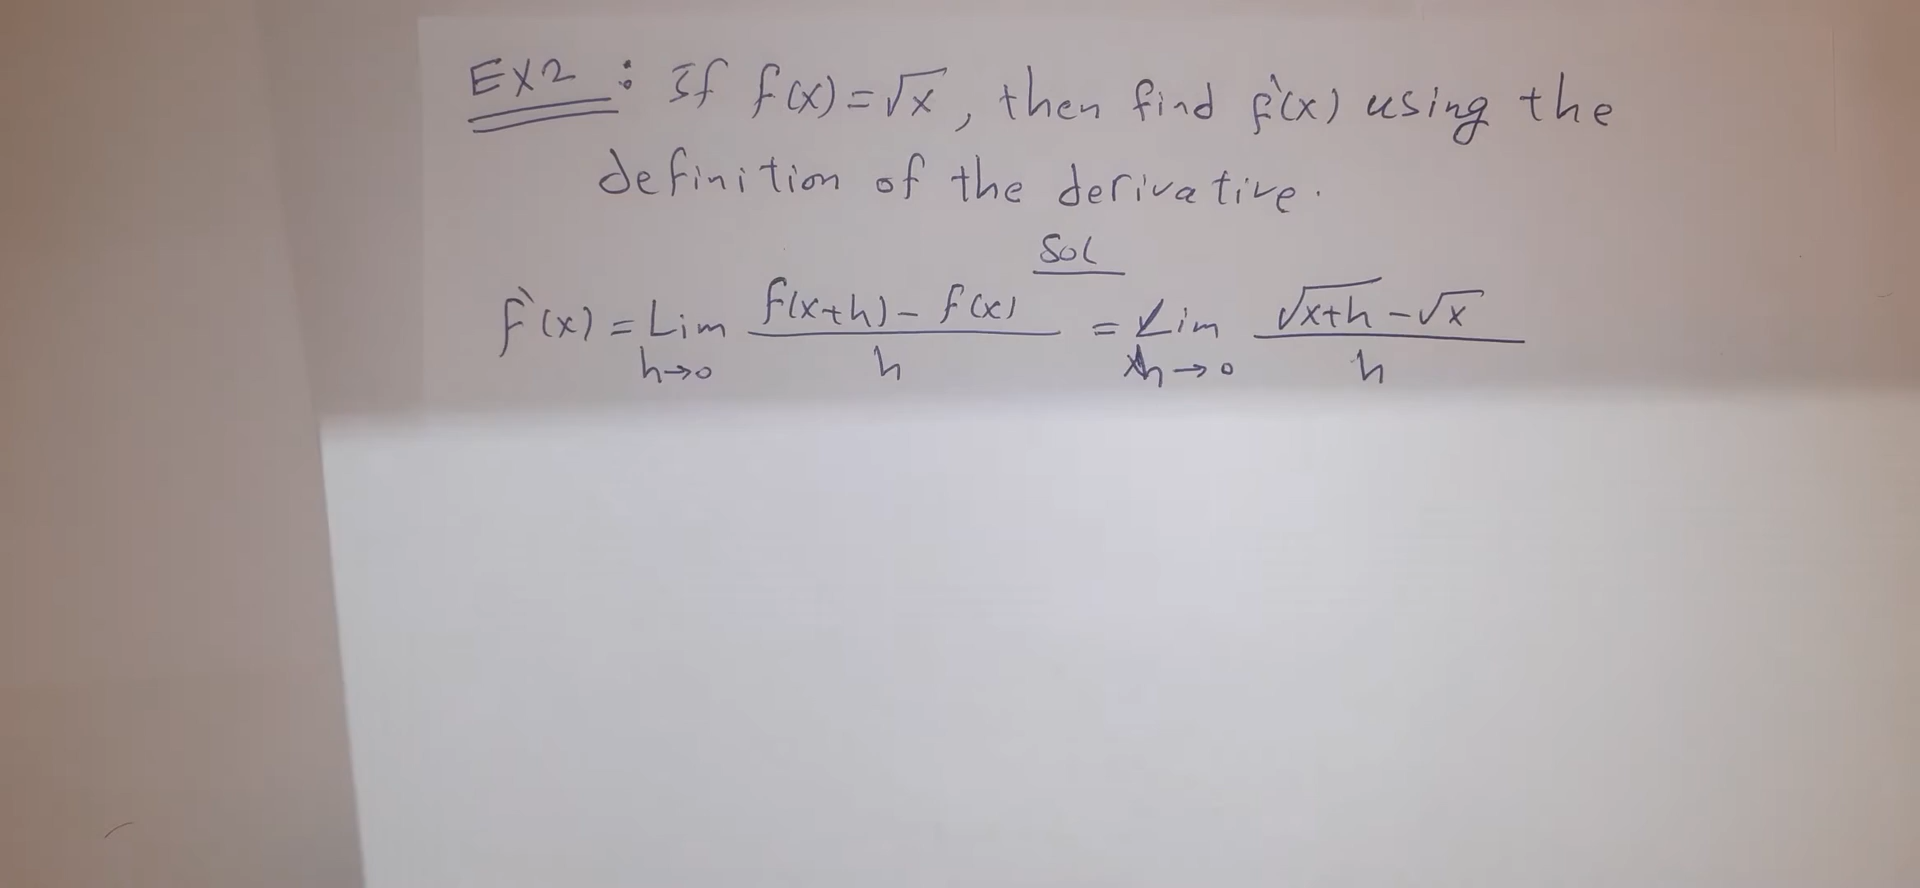 EX2 : If f(x) = √x, then find f`(x) using the
definition of the derivative.
Sol
f`(x) = Lim h→0 (f(x+h) - f(x))/h = Lim h→0 (√x+h - √x)/h